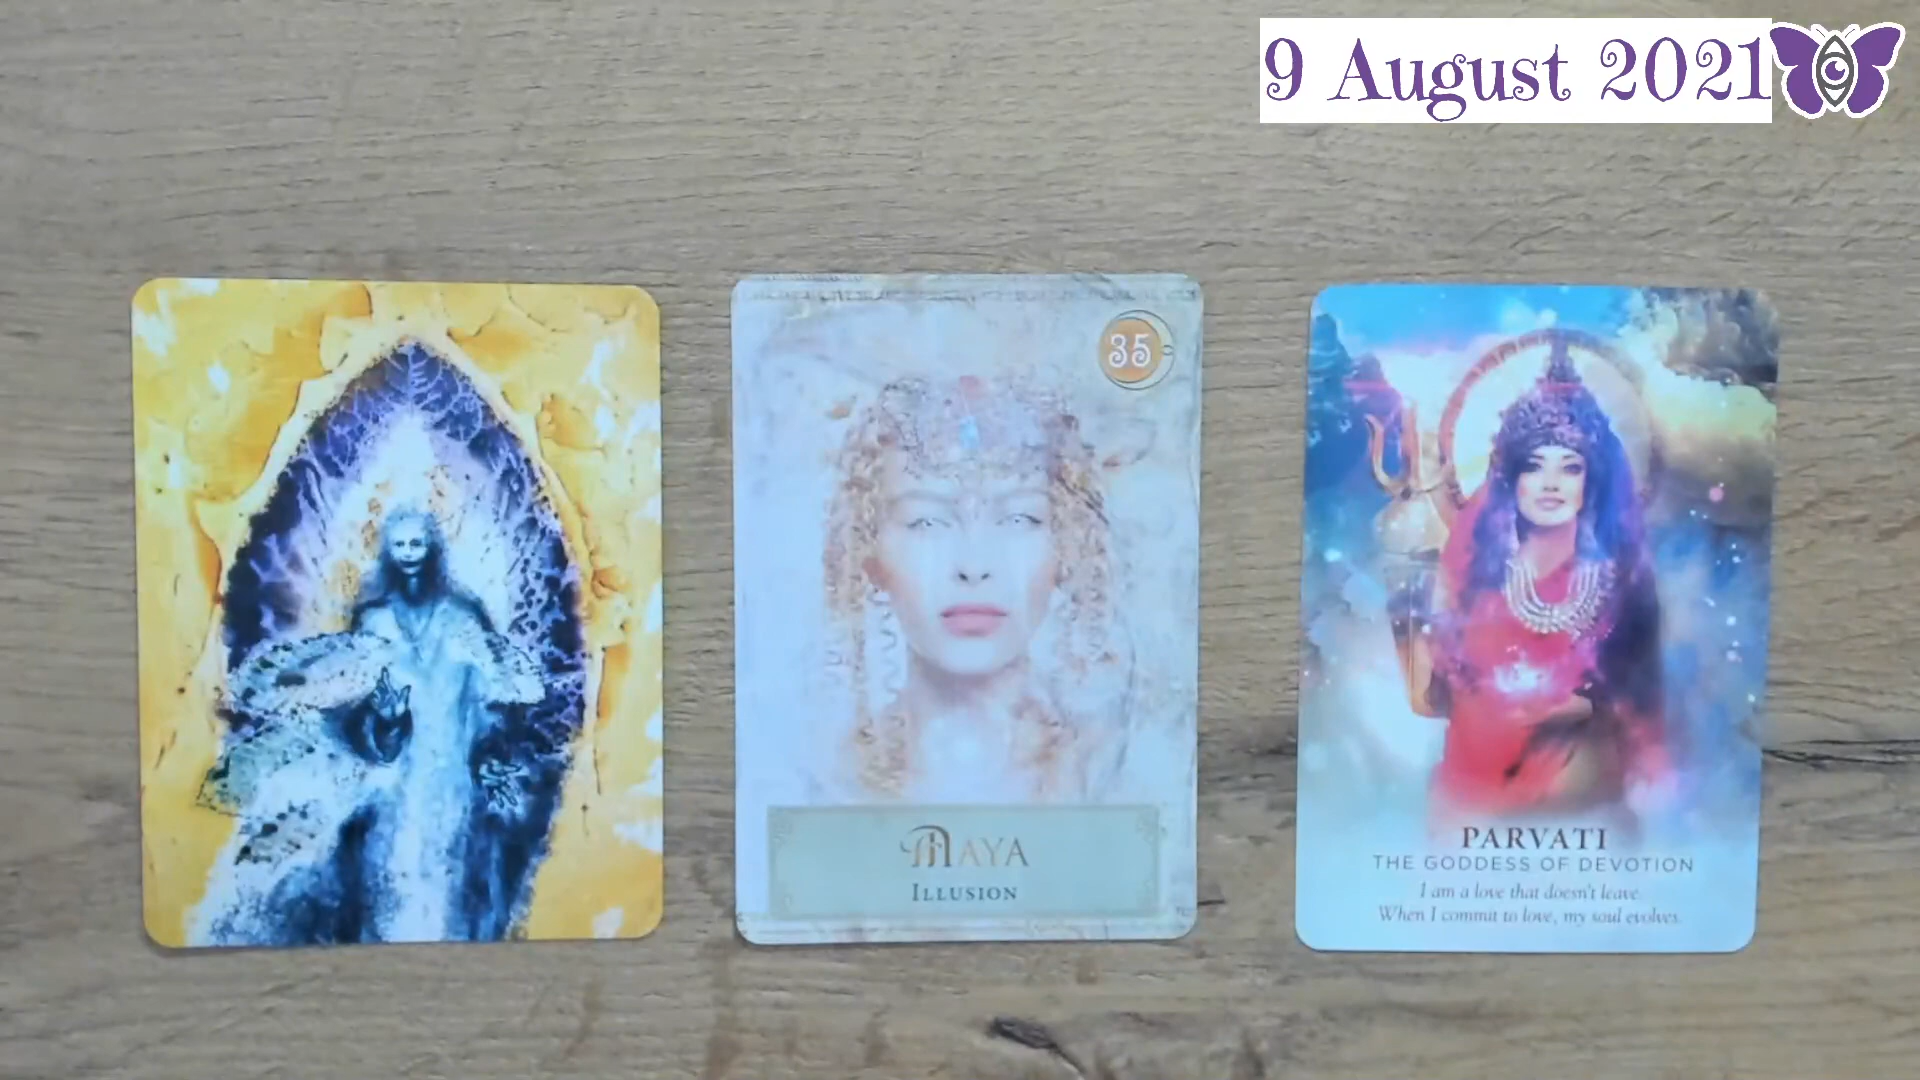 9 August 2021
35
MAYA
ILLUSION
PARVATI
THE GODDESS OF DEVOTION
I am a love that doesn't leave.
When I commit to love, my soul evolves.